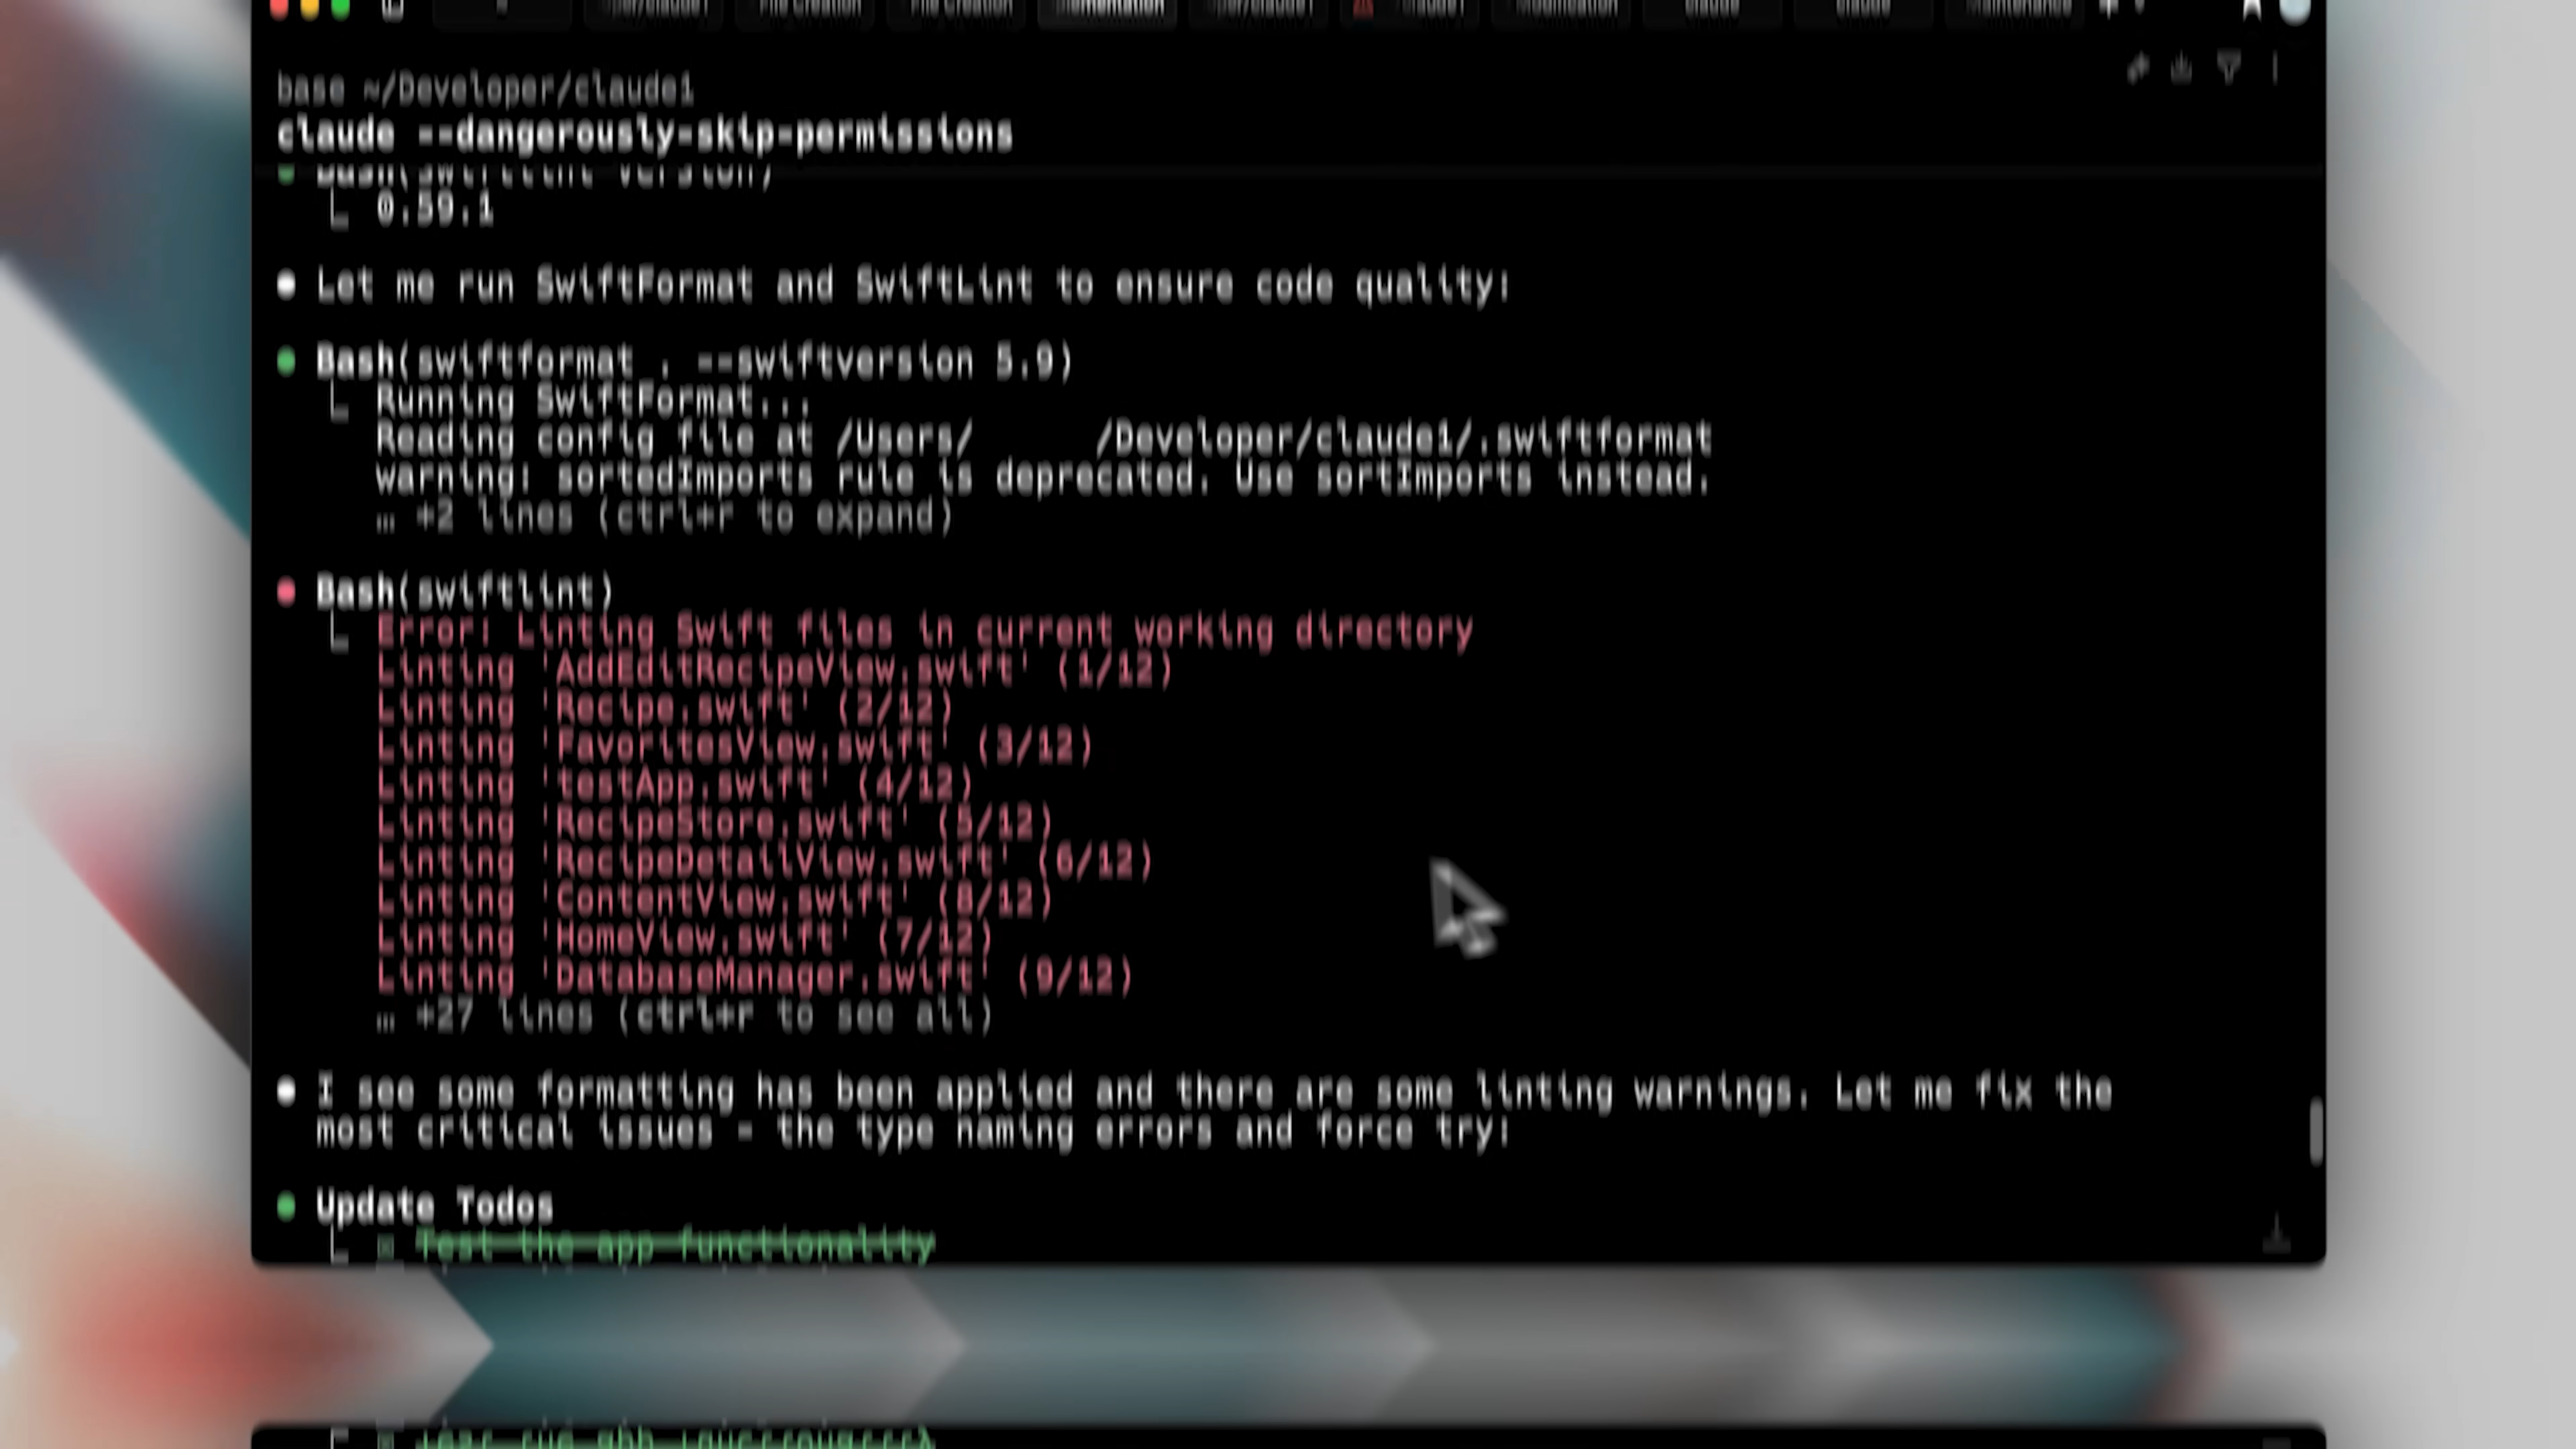 base ~/Developer/claude1
claude --dangerously-skip-permissions
Bash(swiftlint version)
0.59.1
Let me run SwiftFormat and SwiftLint to ensure code quality:
Bash(swiftformat . --swiftversion 5.9)
Running SwiftFormat...
Reading config file at /Users/ /Developer/claude1/.swiftformat
warning: sortedImports rule is deprecated. Use sortImports instead.
… +2 lines (ctrl+r to expand)
Bash(swiftlint)
Error: Linting Swift files in current working directory
Linting 'AddEditRecipeView.swift' (1/12)
Linting 'Recipe.swift' (2/12)
Linting 'FavoritesView.swift' (3/12)
Linting 'testApp.swift' (4/12)
Linting 'RecipeStore.swift' (5/12)
Linting 'RecipeDetailView.swift' (6/12)
Linting 'ContentView.swift' (8/12)
Linting 'HomeView.swift' (7/12)
Linting 'DatabaseManager.swift' (9/12)
… +27 lines (ctrl+r to see all)
I see some formatting has been applied and there are some linting warnings. Let me fix the
most critical issues - the type naming errors and force try:
Update Todos
Test the app functionality